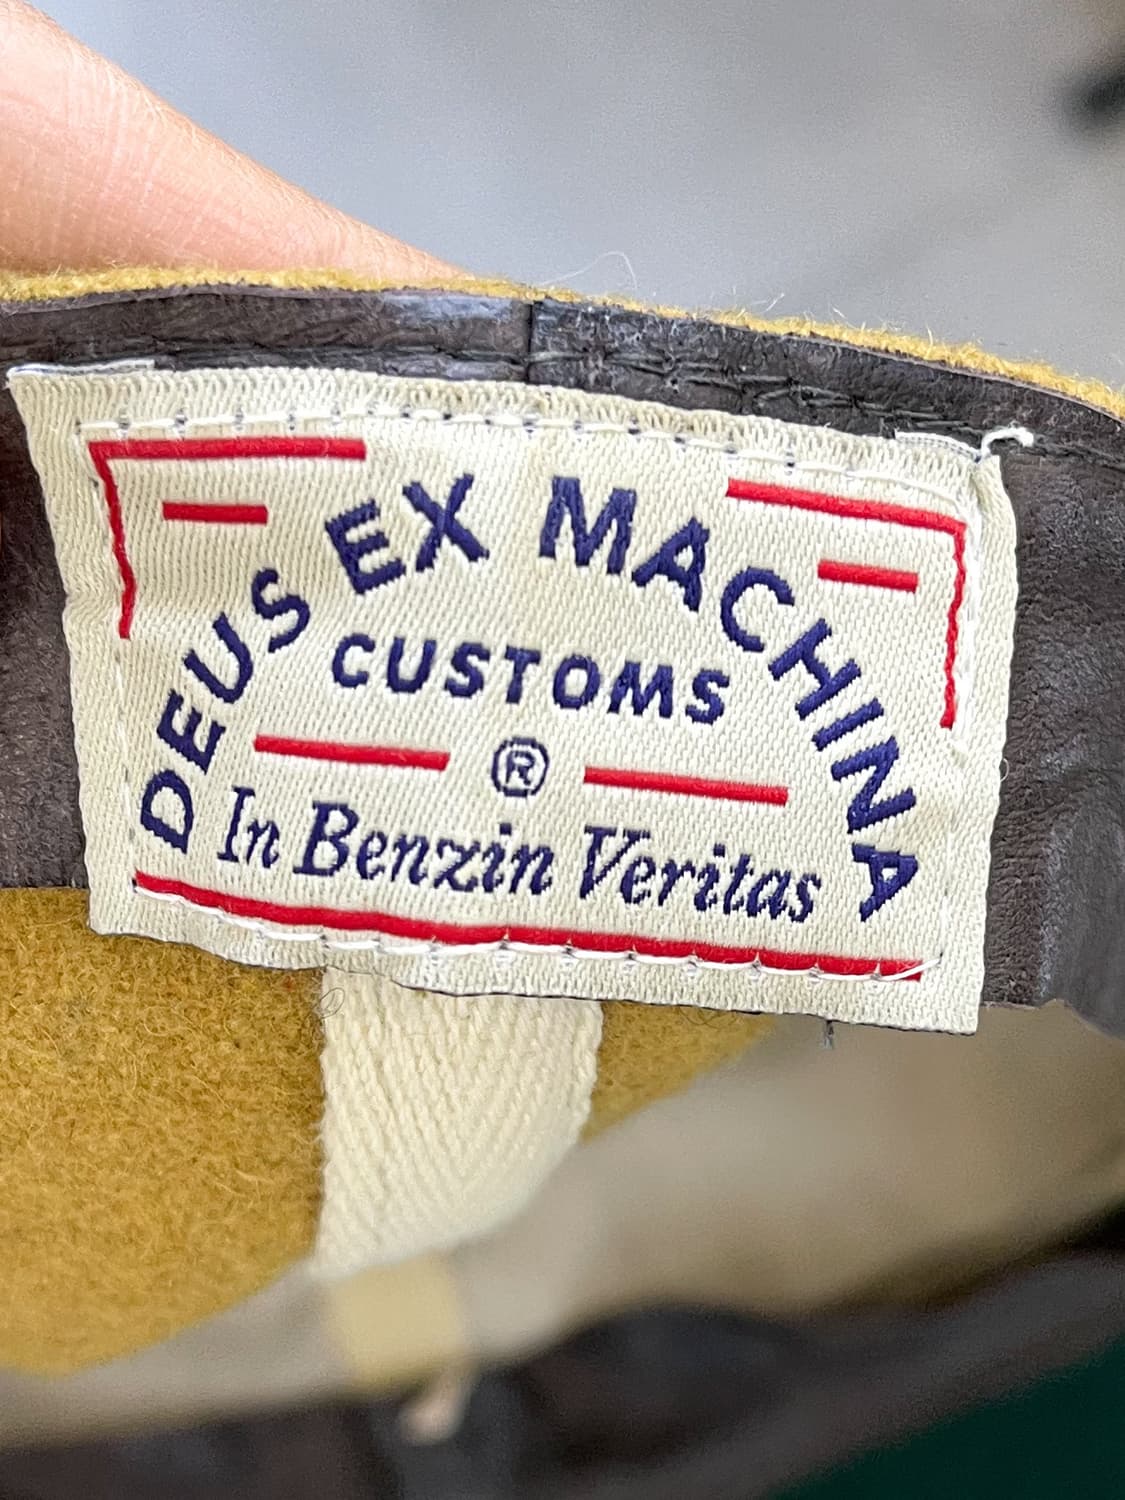 DEUS EX MACHINA
CUSTOMS
®
In Benzin Veritas